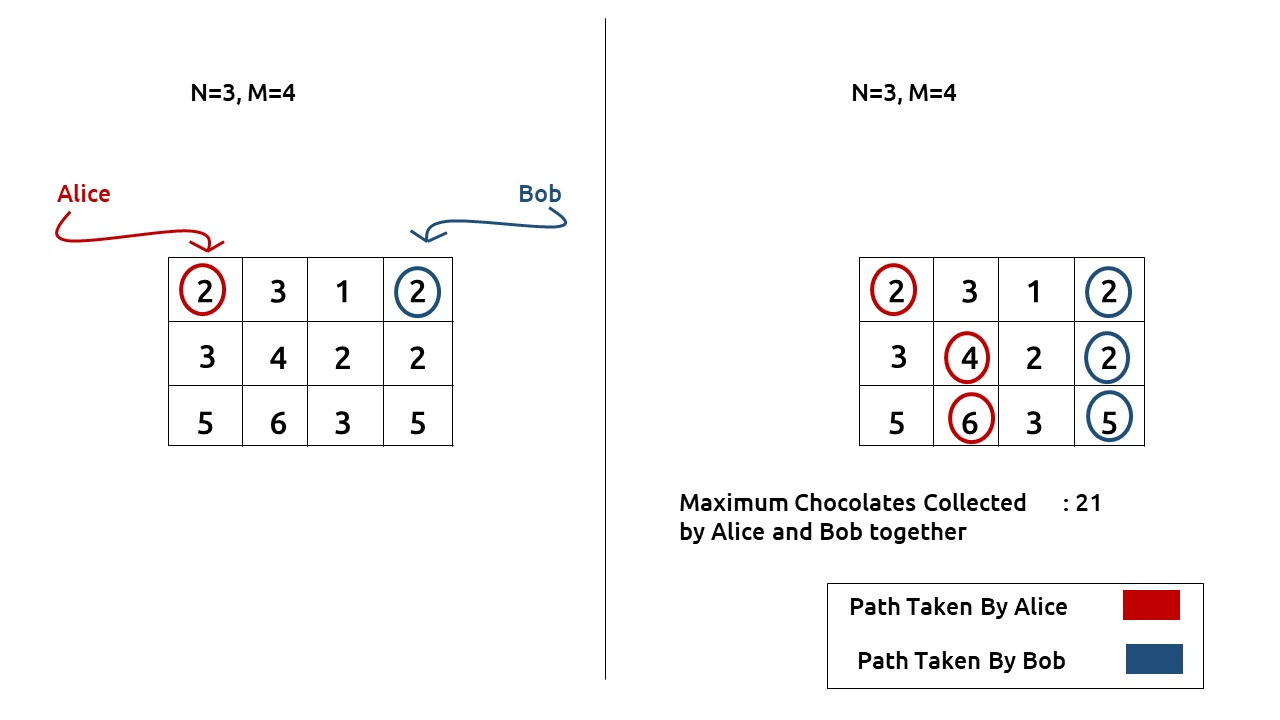 N=3, M=4
Alice
Bob
2 3 1 2
3 4 2 2
5 6 3 5
N=3, M=4
2 3 1 2
3 4 2 2
5 6 3 5
Maximum Chocolates Collected : 21
by Alice and Bob together
Path Taken By Alice
Path Taken By Bob